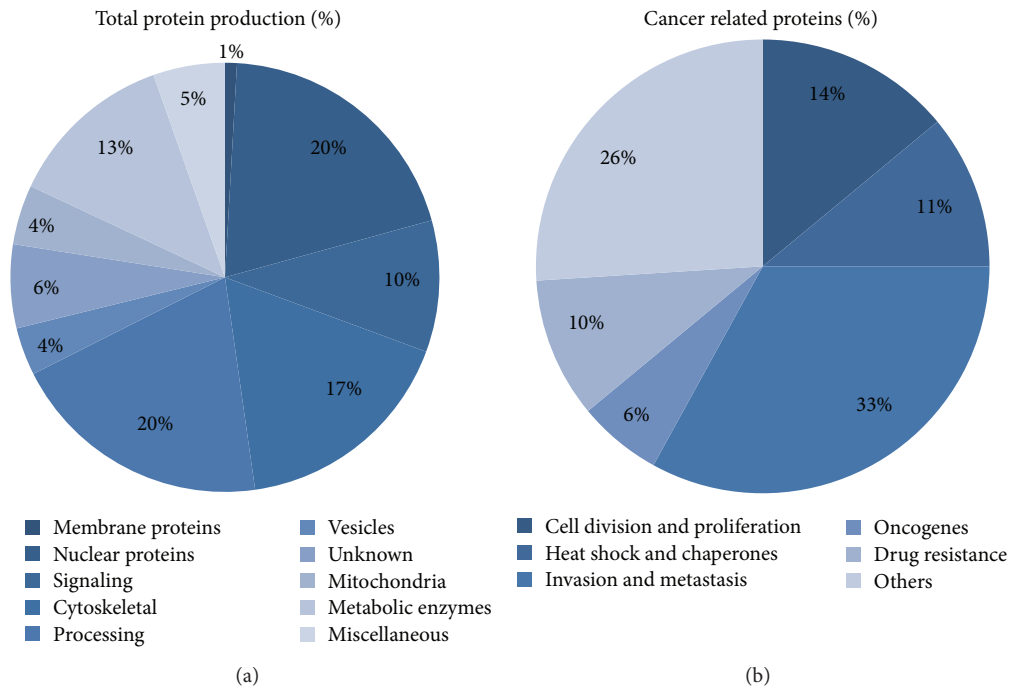 Total protein production (%)
1%
20%
10%
17%
20%
4%
6%
4%
13%
5%
Membrane proteins
Nuclear proteins
Signaling
Cytoskeletal
Processing
Vesicles
Unknown
Mitochondria
Metabolic enzymes
Miscellaneous
(a)
Cancer related proteins (%)
14%
11%
33%
6%
10%
26%
Cell division and proliferation
Heat shock and chaperones
Invasion and metastasis
Oncogenes
Drug resistance
Others
(b)